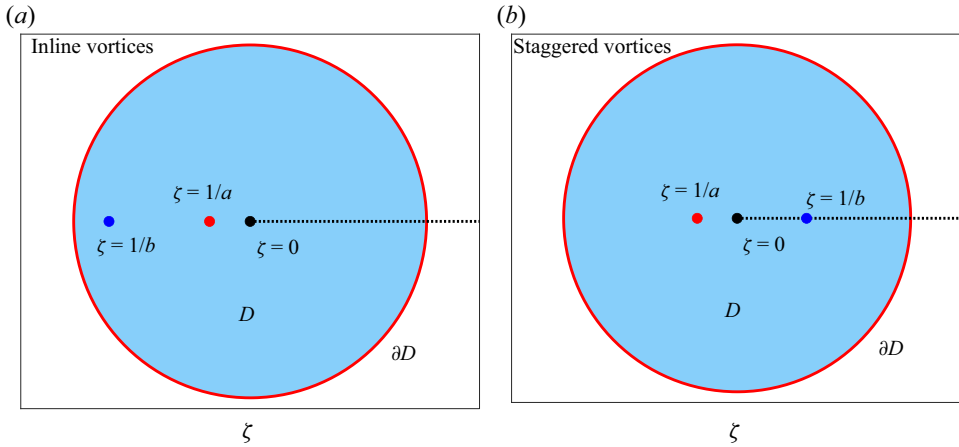 (a)
Inline vortices
ζ = 1/a
ζ = 1/b
ζ = 0
D
∂D
ζ
(b)
Staggered vortices
ζ = 1/a
ζ = 1/b
ζ = 0
D
∂D
ζ